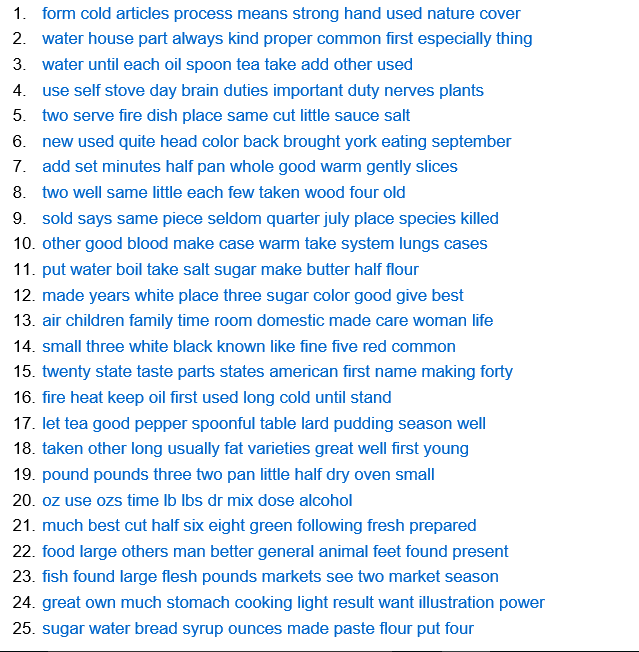 1. form cold articles process means strong hand used nature cover
2. water house part always kind proper common first especially thing
3. water until each oil spoon tea take add other used
4. use self stove day brain duties important duty nerves plants
5. two serve fire dish place same cut little sauce salt
6. new used quite head color back brought york eating september
7. add set minutes half pan whole good warm gently slices
8. two well same little each few taken wood four old
9. sold says same piece seldom quarter july place species killed
10. other good blood make case warm take system lungs cases
11. put water boil take salt sugar make butter half flour
12. made years white place three sugar color good give best
13. air children family time room domestic made care woman life
14. small three white black known like fine five red common
15. twenty state taste parts states american first name making forty
16. fire heat keep oil first used long cold until stand
17. let tea good pepper spoonful table lard pudding season well
18. taken other long usually fat varieties great well first young
19. pound pounds three two pan little half dry oven small
20. oz use ozs time lb lbs dr mix dose alcohol
21. much best cut half six eight green following fresh prepared
22. food large others man better general animal feet found present
23. fish found large flesh pounds markets see two market season
24. great own much stomach cooking light result want illustration power
25. sugar water bread syrup ounces made paste flour put four